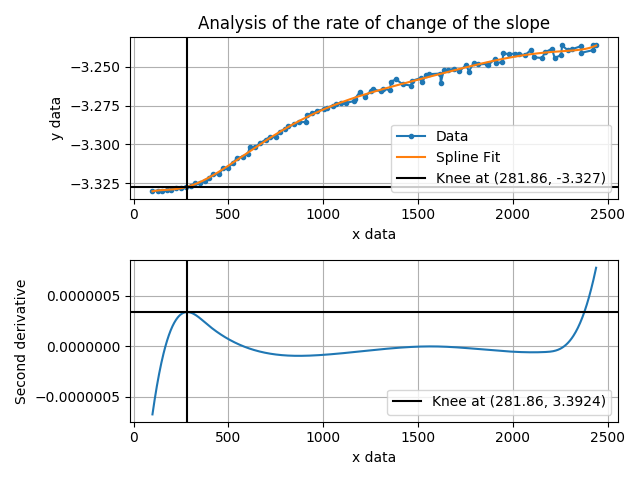 Analysis of the rate of change of the slope
−3.250
−3.275
−3.300
−3.325
y data
Data
Spline Fit
Knee at (281.86, -3.327)
0 500 1000 1500 2000 2500
x data
0.0000005
0.0000000
−0.0000005
Second derivative
Knee at (281.86, 3.3924)
0 500 1000 1500 2000 2500
x data